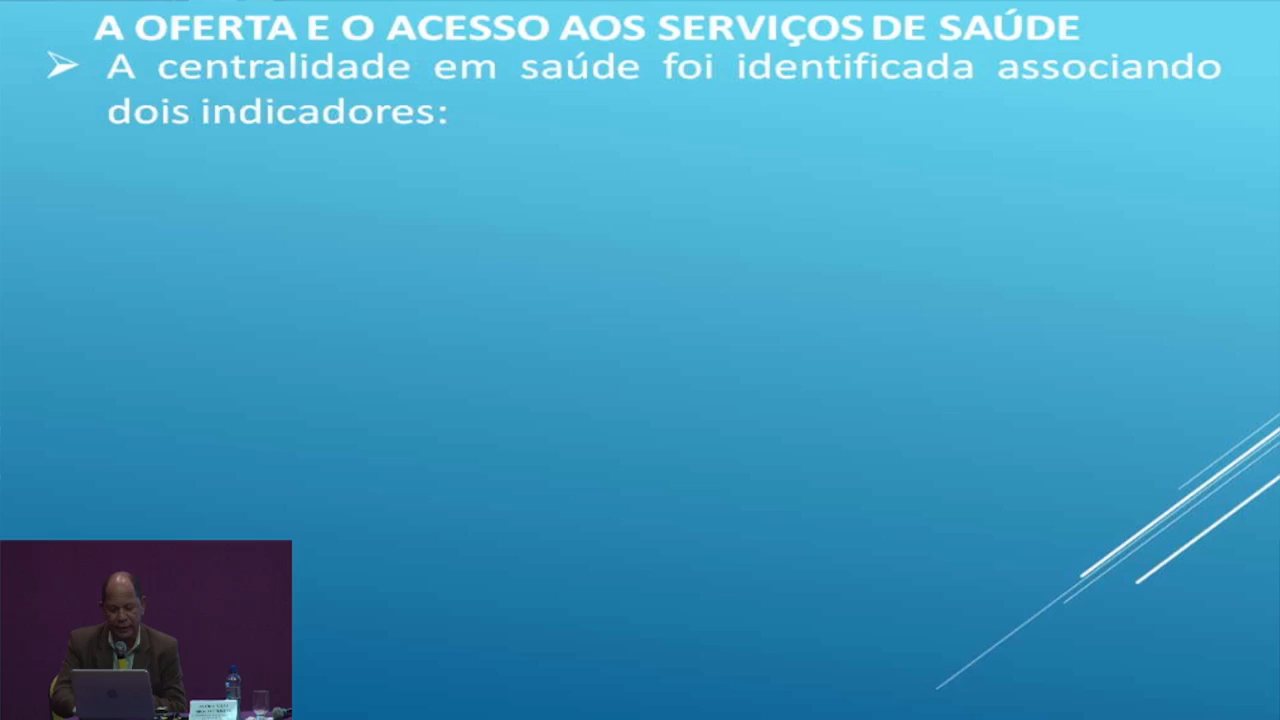 A OFERTA E O ACESSO AOS SERVIÇOS DE SAÚDE
➢ A centralidade em saúde foi identificada associando
dois indicadores: